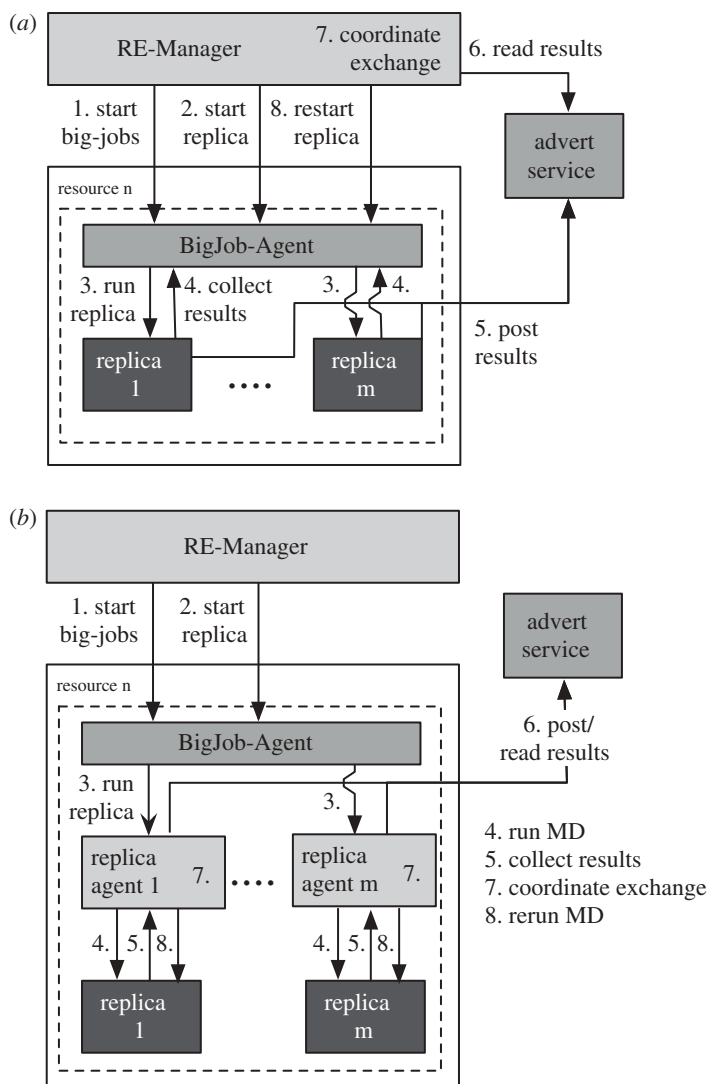 (a)
RE-Manager
7. coordinate
exchange
6. read results
1. start
big-jobs
2. start
replica
8. restart
replica
advert
service
resource n
BigJob-Agent
3. run
replica
4. collect
results
3.
4.
5. post
results
replica
1
....
replica
m
(b)
RE-Manager
1. start
big-jobs
2. start
replica
advert
service
resource n
BigJob-Agent
6. post/
read results
3. run
replica
3.
replica
agent 1
7.
....
replica
agent m
7.
4. run MD
5. collect results
7. coordinate exchange
8. rerun MD
4.
5.
8.
4.
5.
8.
replica
1
replica
m